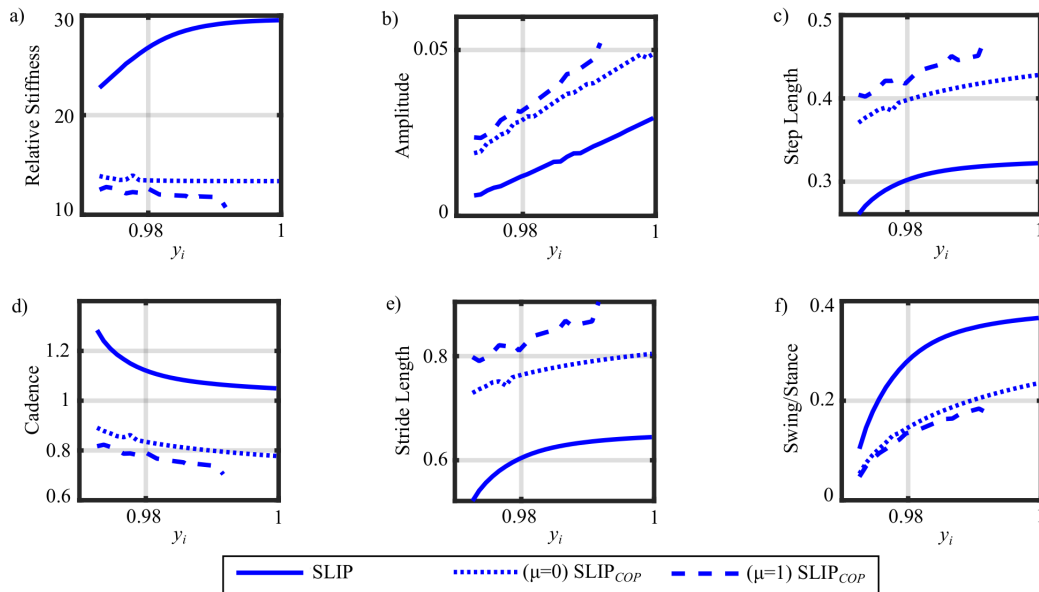 a)
30
20
10
Relative Stiffness
0.98
1
y_i
b)
0.05
0
Amplitude
0.98
1
y_i
c)
0.5
0.4
0.3
Step Length
0.98
1
y_i
d)
1.2
1
0.8
0.6
Cadence
0.98
1
y_i
e)
0.8
0.6
Stride Length
0.98
1
y_i
f)
0.4
0.2
0
Swing/Stance
0.98
1
y_i
SLIP
(μ=0) SLIP_COP
(μ=1) SLIP_COP